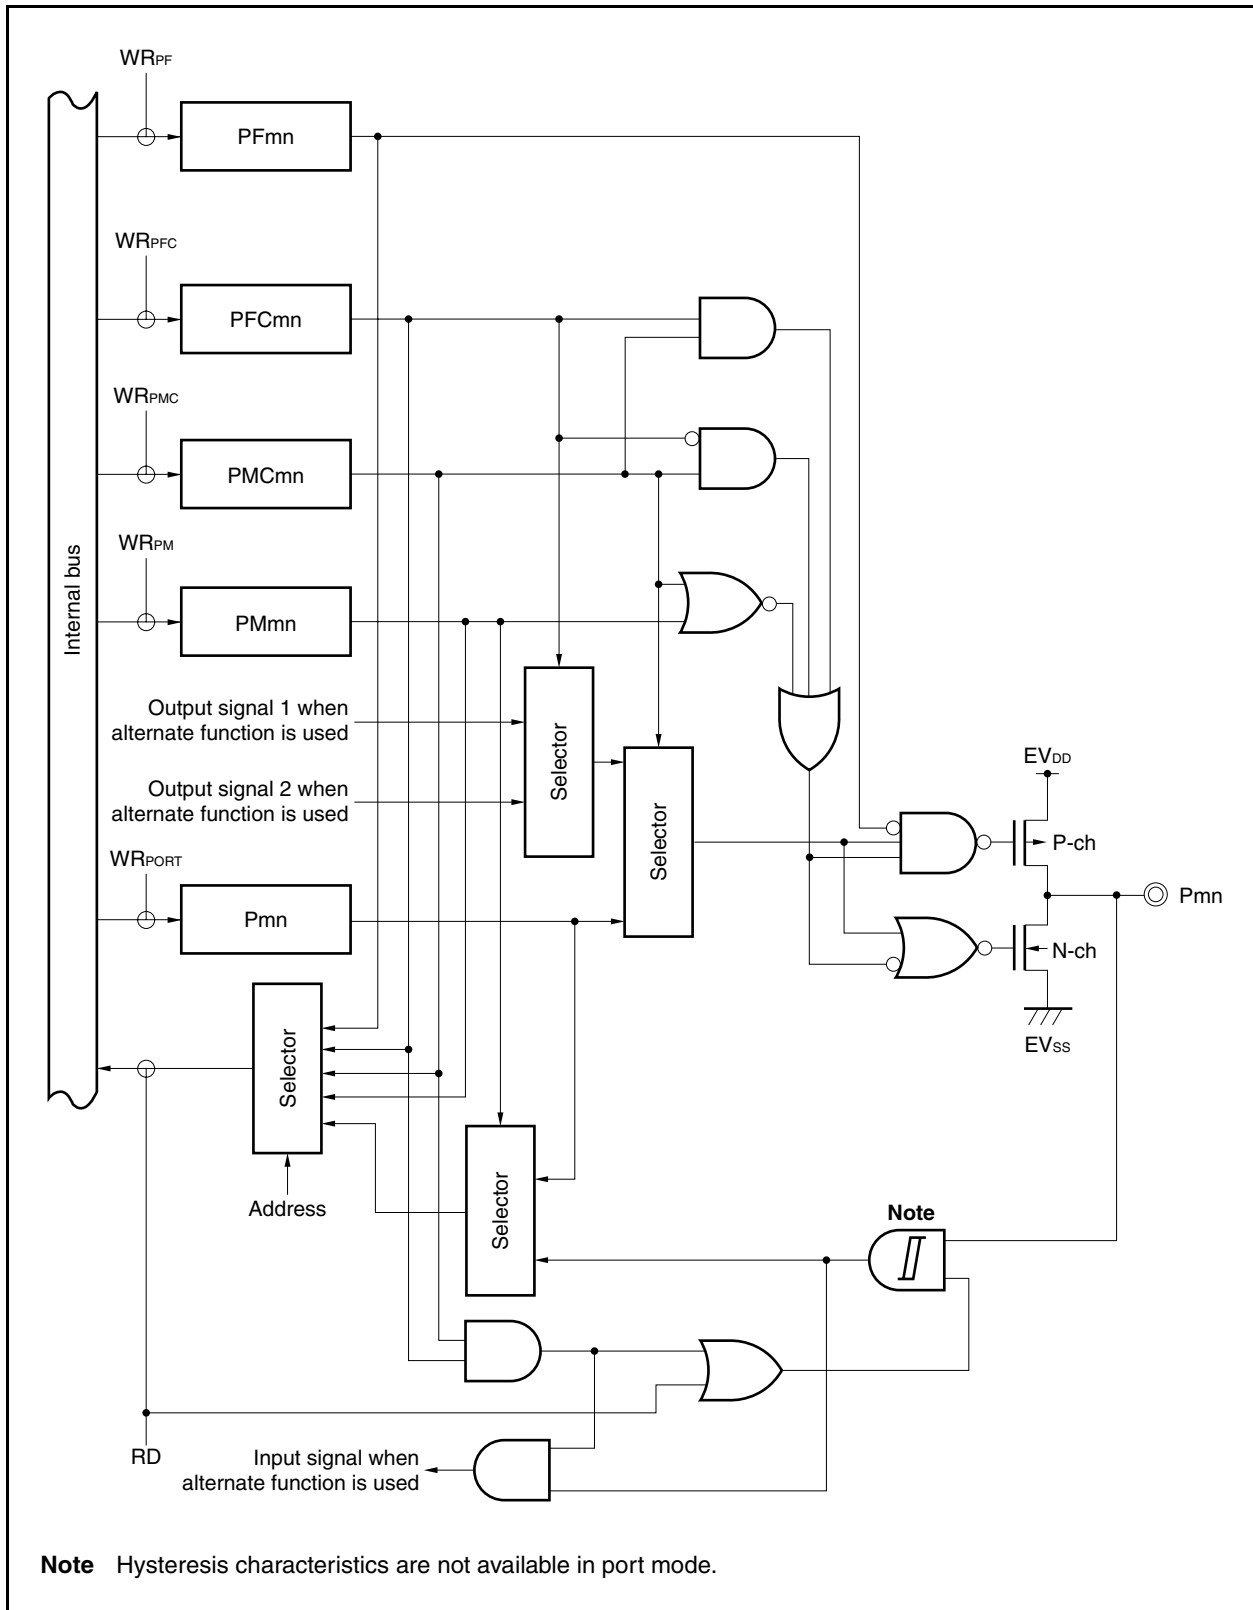 WRPF
PFmn
WRPFC
PFCmn
WRPMC
PMCmn
WRPM
PMmn
Internal bus
Output signal 1 when
alternate function is used
Output signal 2 when
alternate function is used
Selector
Selector
EVDD
P-ch
WRPORT
Pmn
Pmn
N-ch
EVSS
Selector
Address
Selector
Note
RD
Input signal when
alternate function is used
Note Hysteresis characteristics are not available in port mode.